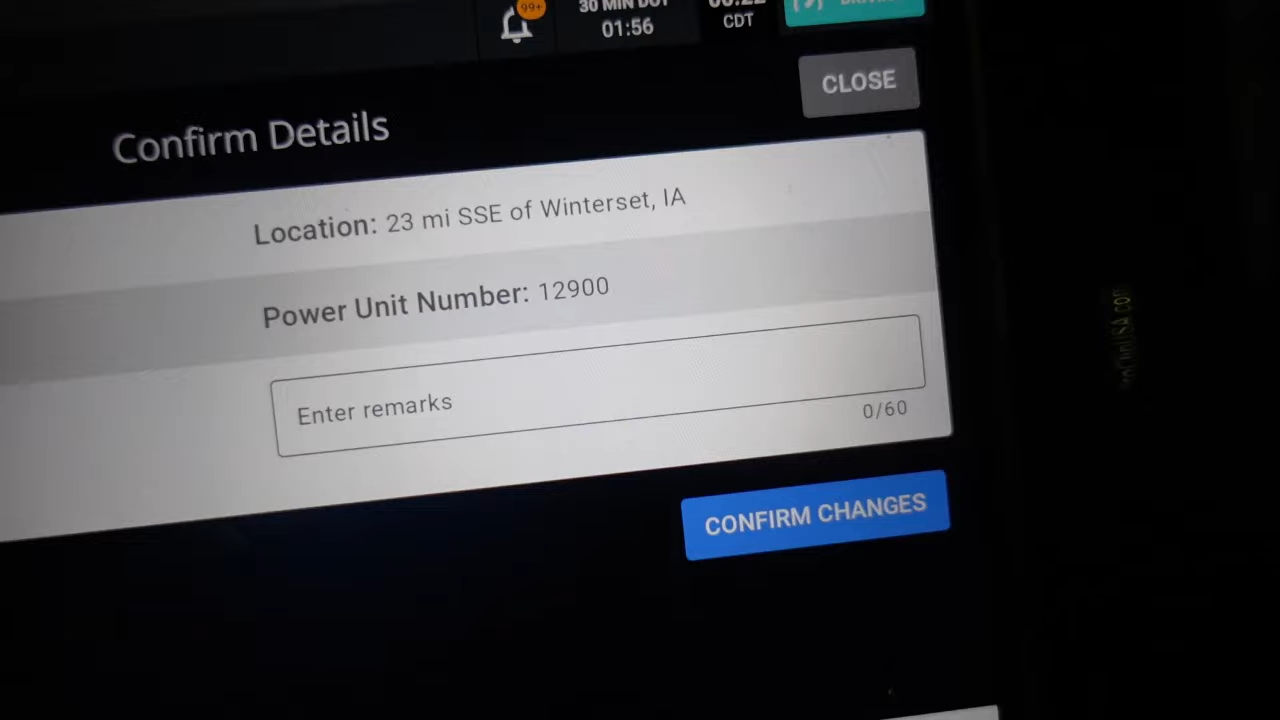 99+
30 MIN DOT
01:56
CDT
CLOSE
Confirm Details
Location: 23 mi SSE of Winterset, IA
Power Unit Number: 12900
Enter remarks
0/60
CONFIRM CHANGES